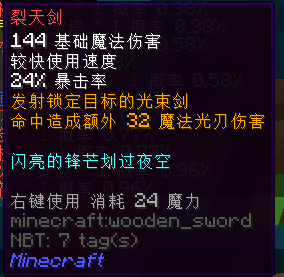 裂天剑
144 基础魔法伤害
较快使用速度
24% 暴击率
发射锁定目标的光束剑
命中造成额外 32 魔法光刃伤害
闪亮的锋芒划过夜空
右键使用 消耗 24 魔力
minecraft:wooden_sword
NBT: 7 tag(s)
Minecraft